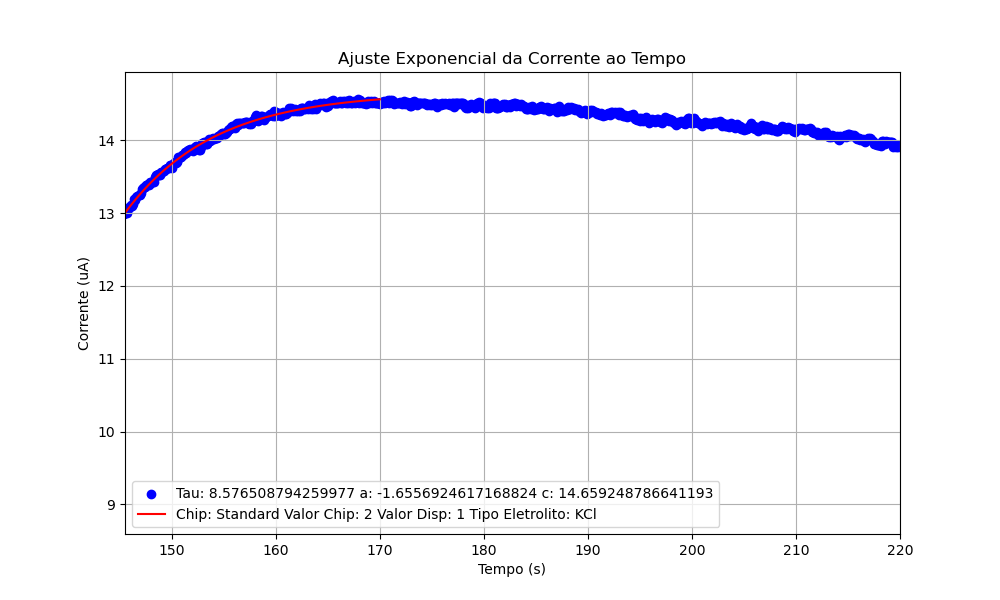 Ajuste Exponencial da Corrente ao Tempo
Corrente (uA)
14
13
12
11
10
9
Tau: 8.576508794259977 a: -1.6556924617168824 c: 14.659248786641193
Chip: Standard Valor Chip: 2 Valor Disp: 1 Tipo Eletrolito: KCl
150 160 170 180 190 200 210 220
Tempo (s)